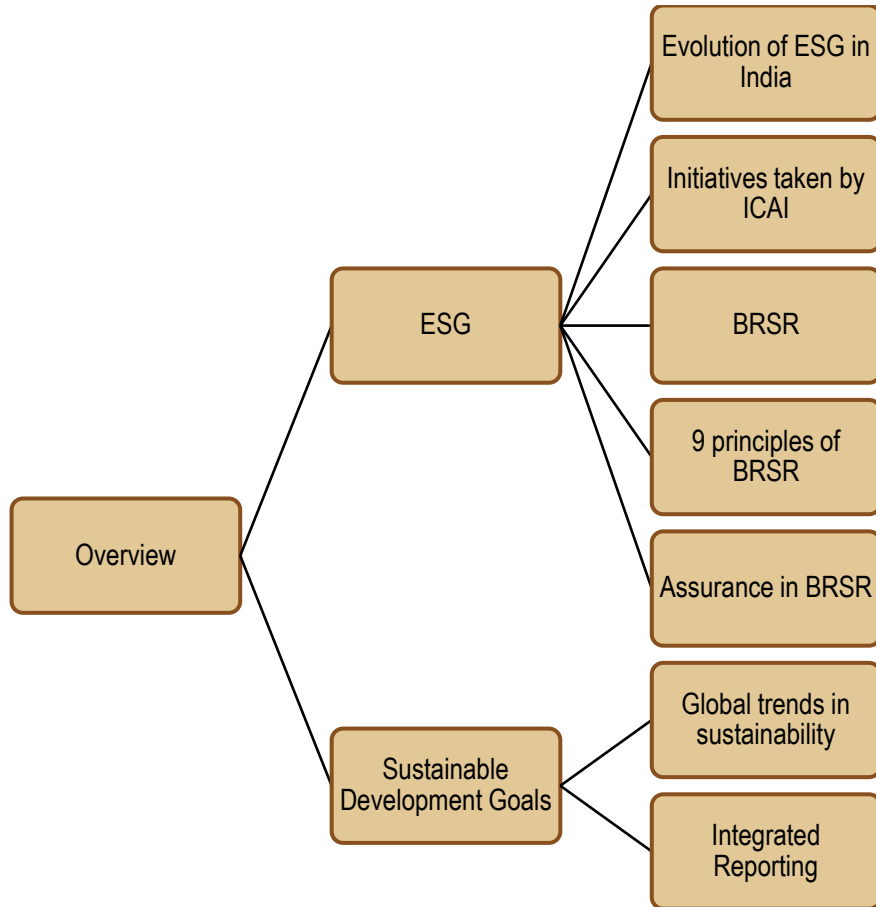 Overview
ESG
Evolution of ESG in
India
Initiatives taken by
ICAI
BRSR
9 principles of
BRSR
Assurance in BRSR
Sustainable
Development Goals
Global trends in
sustainability
Integrated
Reporting